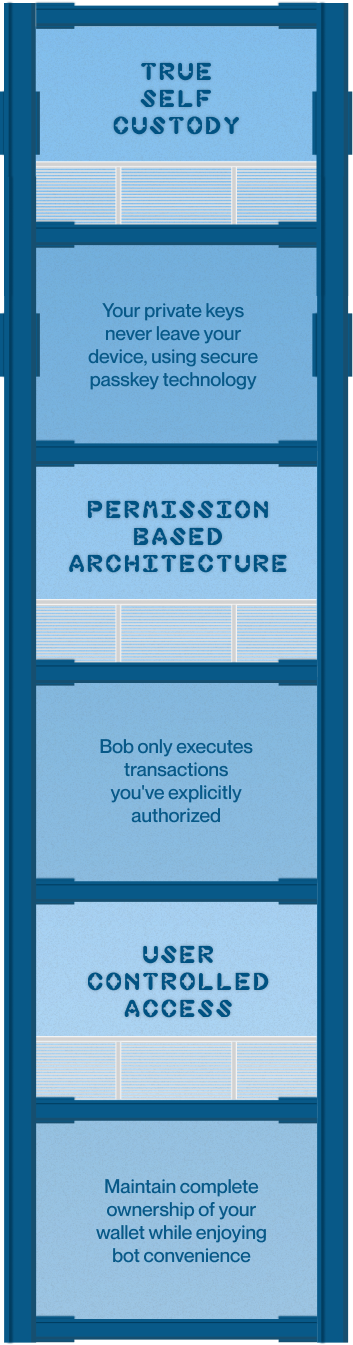 TRUE
SELF
CUSTODY
Your private keys
never leave your
device, using secure
passkey technology
PERMISSION
BASED
ARCHITECTURE
Bob only executes
transactions
you've explicitly
authorized
USER
CONTROLLED
ACCESS
Maintain complete
ownership of your
wallet while enjoying
bot convenience